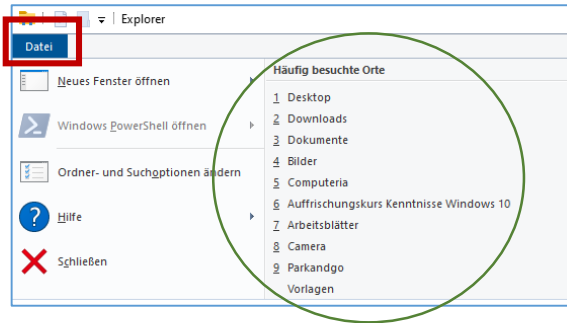 Explorer
Datei
Neues Fenster öffnen
Windows PowerShell öffnen
Ordner- und Suchoptionen ändern
Hilfe
Schließen
Häufig besuchte Orte
1 Desktop
2 Downloads
3 Dokumente
4 Bilder
5 Computeria
6 Auffrischungskurs Kenntnisse Windows 10
7 Arbeitsblätter
8 Camera
9 Parkandgo
Vorlagen